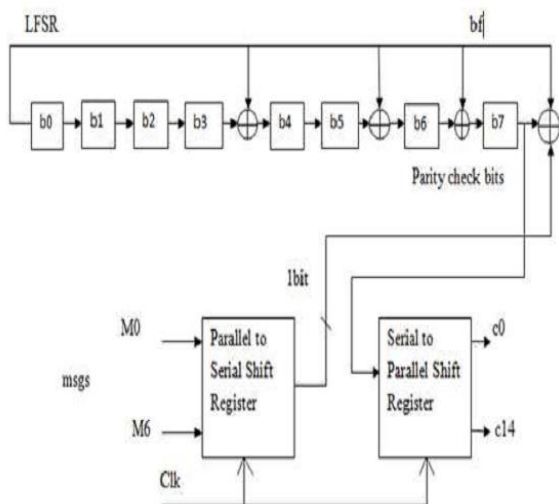 LFSR
bf
b0 b1 b2 b3 b4 b5 b6 b7
Parity check bits
1bit
M0
msgs
M6
Parallel to
Serial Shift
Register
Serial to
Parallel Shift
Register
c0
c14
Clk